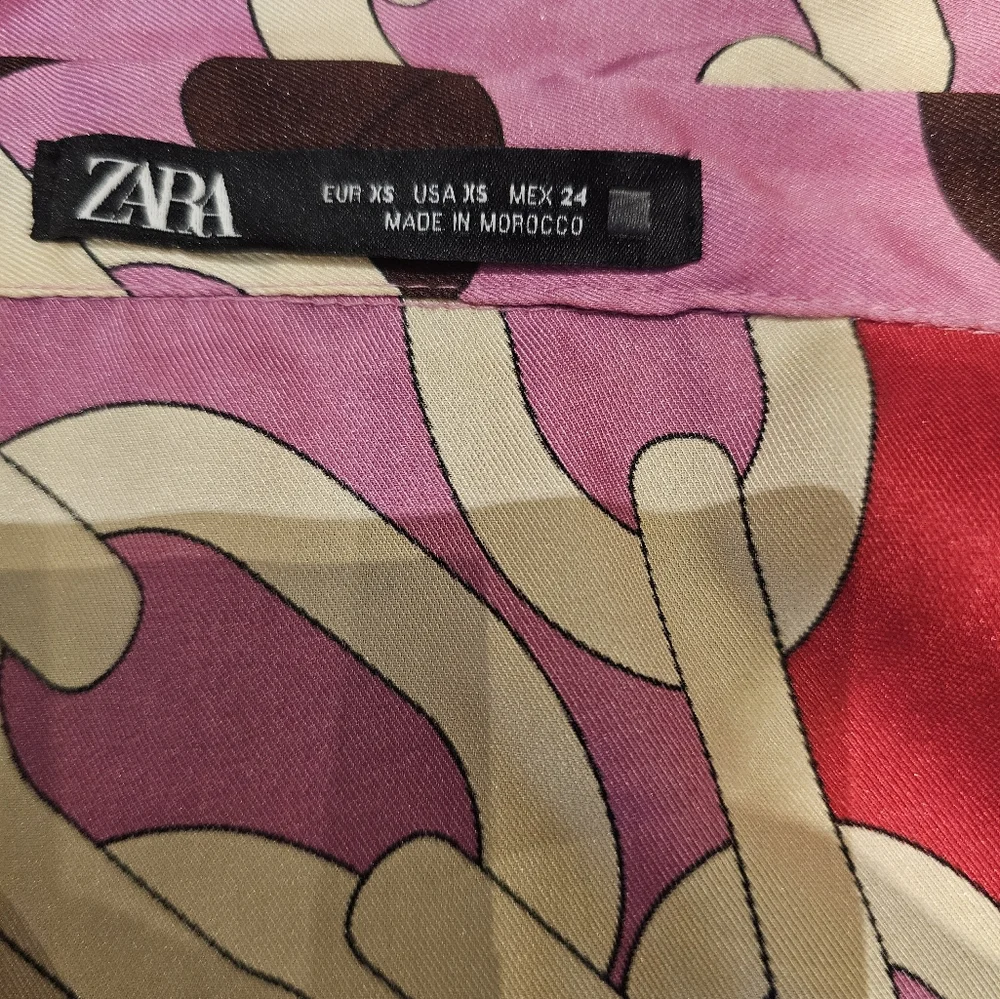 ZARA
EUR XS USA XS MEX 24
MADE IN MOROCCO